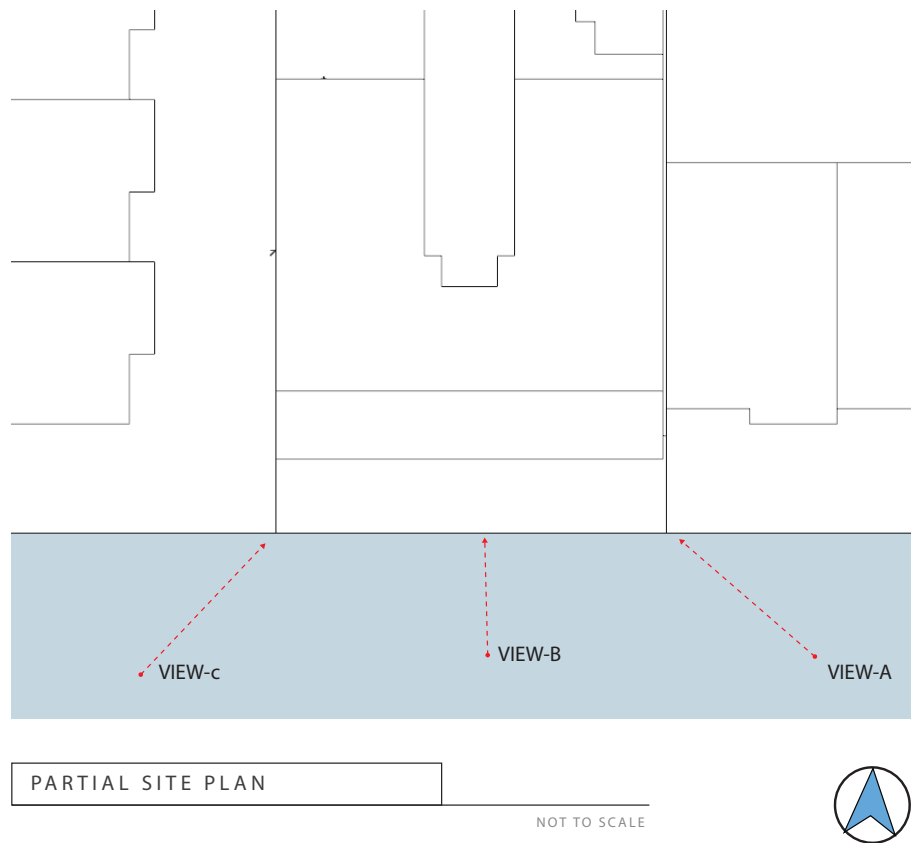 VIEW-c
VIEW-B
VIEW-A
PARTIAL SITE PLAN
NOT TO SCALE